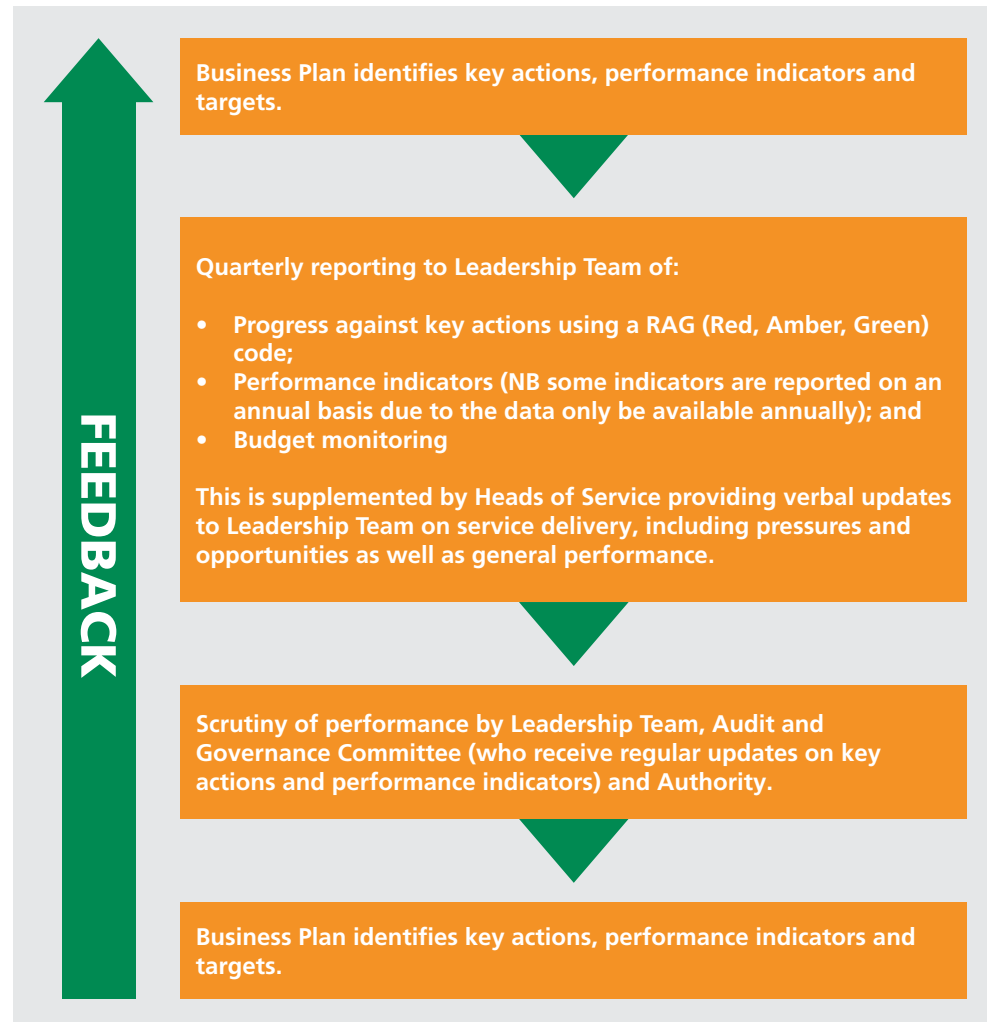 FEEDBACK
Business Plan identifies key actions, performance indicators and
targets.
Quarterly reporting to Leadership Team of:
• Progress against key actions using a RAG (Red, Amber, Green)
code;
• Performance indicators (NB some indicators are reported on an
annual basis due to the data only be available annually); and
• Budget monitoring
This is supplemented by Heads of Service providing verbal updates
to Leadership Team on service delivery, including pressures and
opportunities as well as general performance.
Scrutiny of performance by Leadership Team, Audit and
Governance Committee (who receive regular updates on key
actions and performance indicators) and Authority.
Business Plan identifies key actions, performance indicators and
targets.